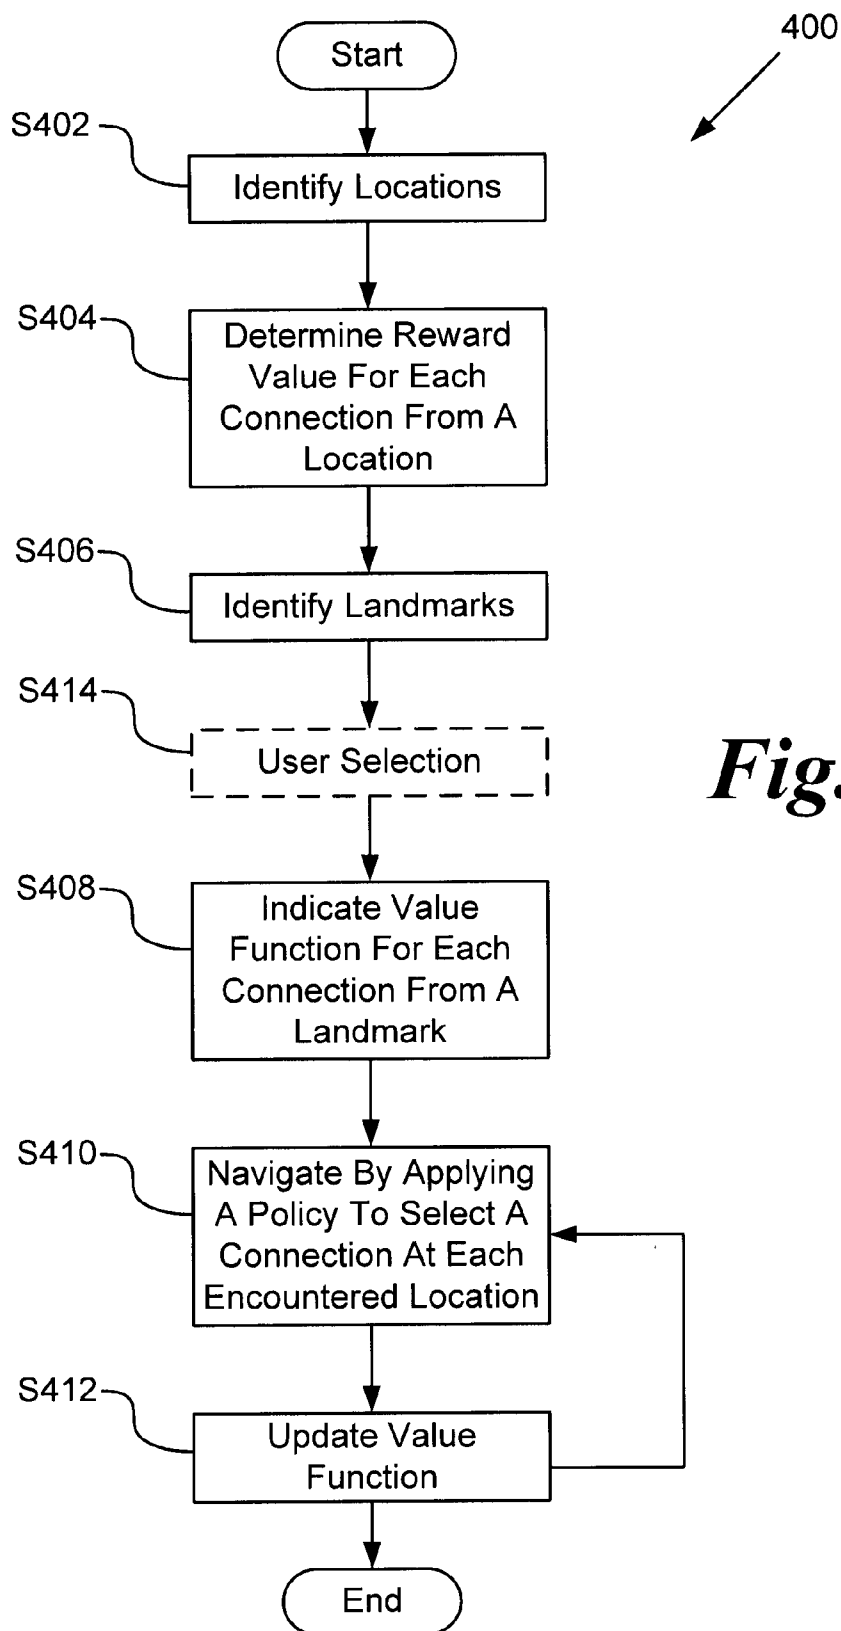 400
Start
S402
Identify Locations
S404
Determine Reward
Value For Each
Connection From A
Location
S406
Identify Landmarks
S414
User Selection
Fig.
S408
Indicate Value
Function For Each
Connection From A
Landmark
S410
Navigate By Applying
A Policy To Select A
Connection At Each
Encountered Location
S412
Update Value
Function
End